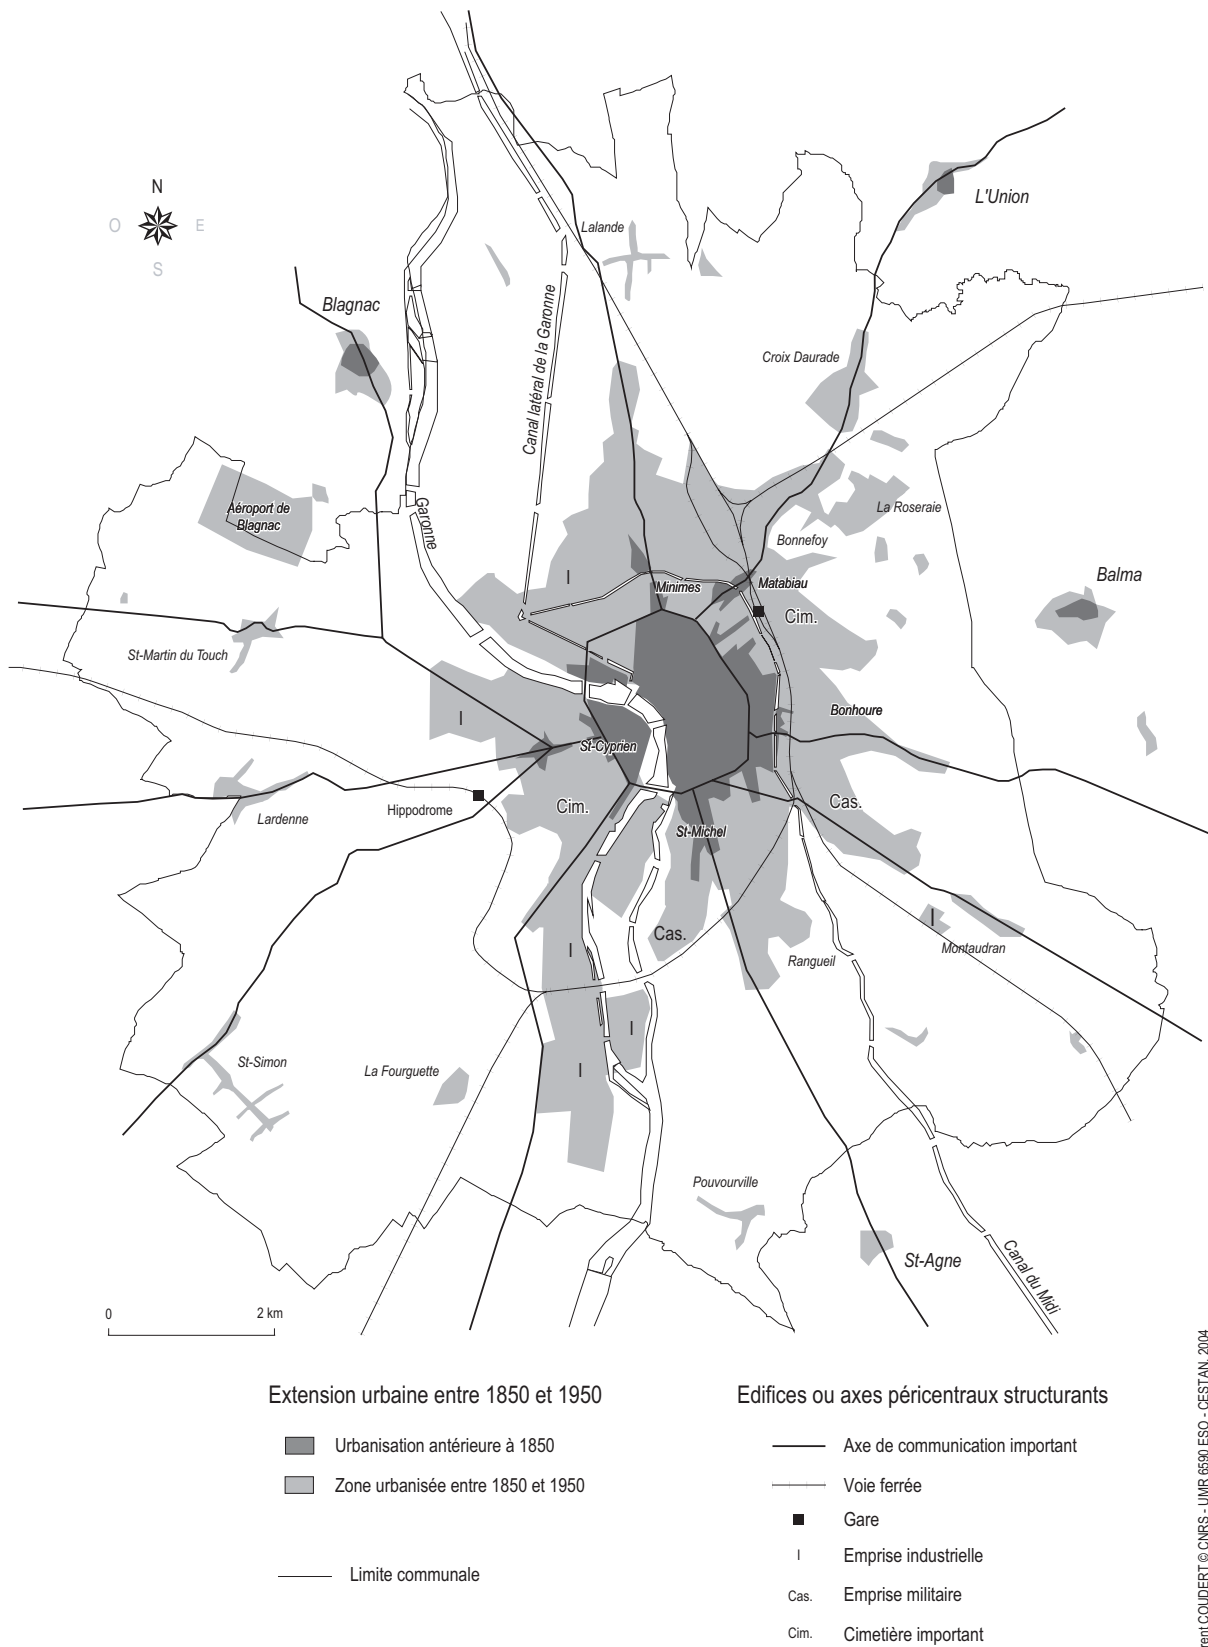 N
O
E
S
L'Union
Lalande
Blagnac
Canal latéral de la Garonne
Croix Daurade
Aéroport de
Blagnac
Garonne
La Roseraie
Bonnefoy
I
Minimes
Matabiau
Balma
Cim.
St-Martin du Touch
I
Bonhoure
St-Cyprien
Hippodrome
Cim.
Cas.
Lardenne
St-Michel
I
Cas.
I
Montaudran
Rangueil
I
St-Simon
La Fourguette
I
Pouvourville
St-Agne
Canal du Midi
0
2 km
Extension urbaine entre 1850 et 1950
Urbanisation antérieure à 1850
Zone urbanisée entre 1850 et 1950
Limite communale
Edifices ou axes péricentraux structurants
Axe de communication important
Voie ferrée
Gare
I
Emprise industrielle
Cas.
Emprise militaire
Cim.
Cimetière important
COUDERT © CNRS - UMR 6590 ESO - CESTAN, 2004